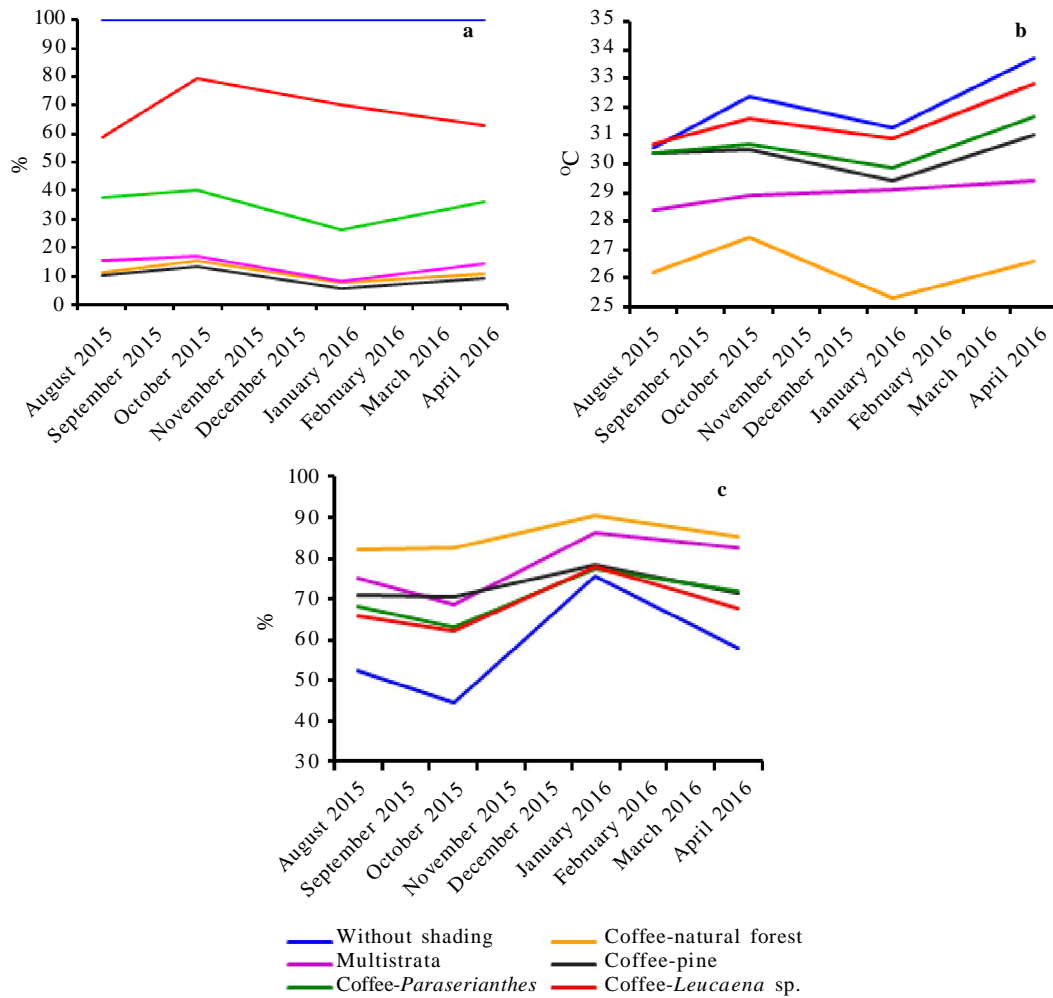 a
100
90
80
70
60
50
40
30
20
10
0
%
August 2015
September 2015
October 2015
November 2015
December 2015
January 2016
February 2016
March 2016
April 2016
b
35
34
33
32
31
30
29
28
27
26
25
°C
August 2015
September 2015
October 2015
November 2015
December 2015
January 2016
February 2016
March 2016
April 2016
c
100
90
80
70
60
50
40
30
%
August 2015
September 2015
October 2015
November 2015
December 2015
January 2016
February 2016
March 2016
April 2016
Without shading
Coffee-natural forest
Multistrata
Coffee-pine
Coffee-Paraserianthes
Coffee-Leucaena sp.